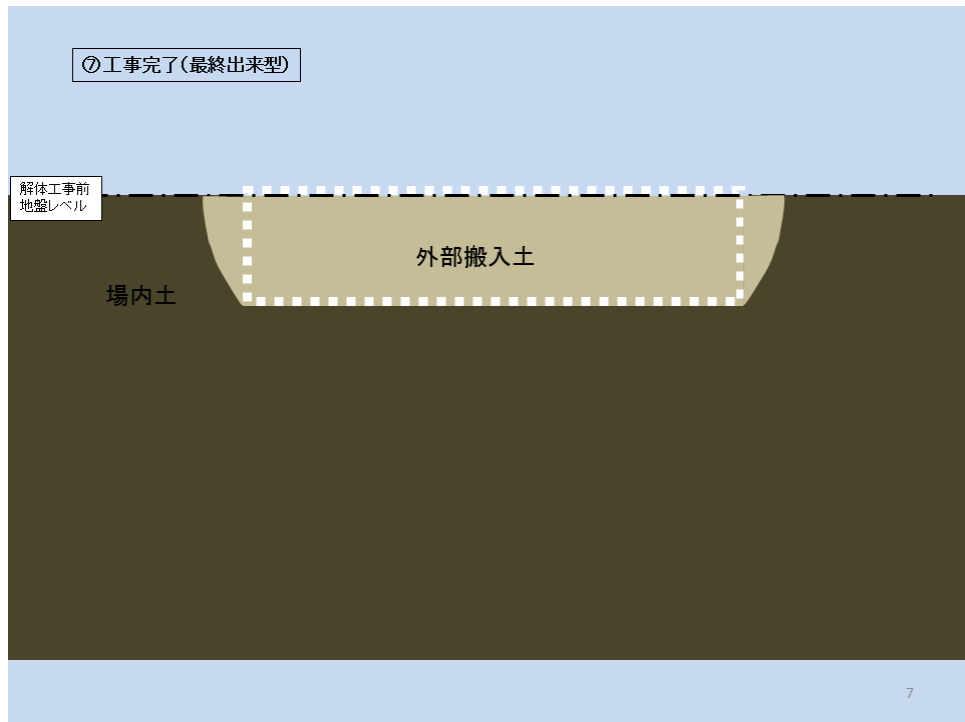 ⑦工事完了(最終出来型)
解体工事前
地盤レベル
外部搬入土
場内土
7